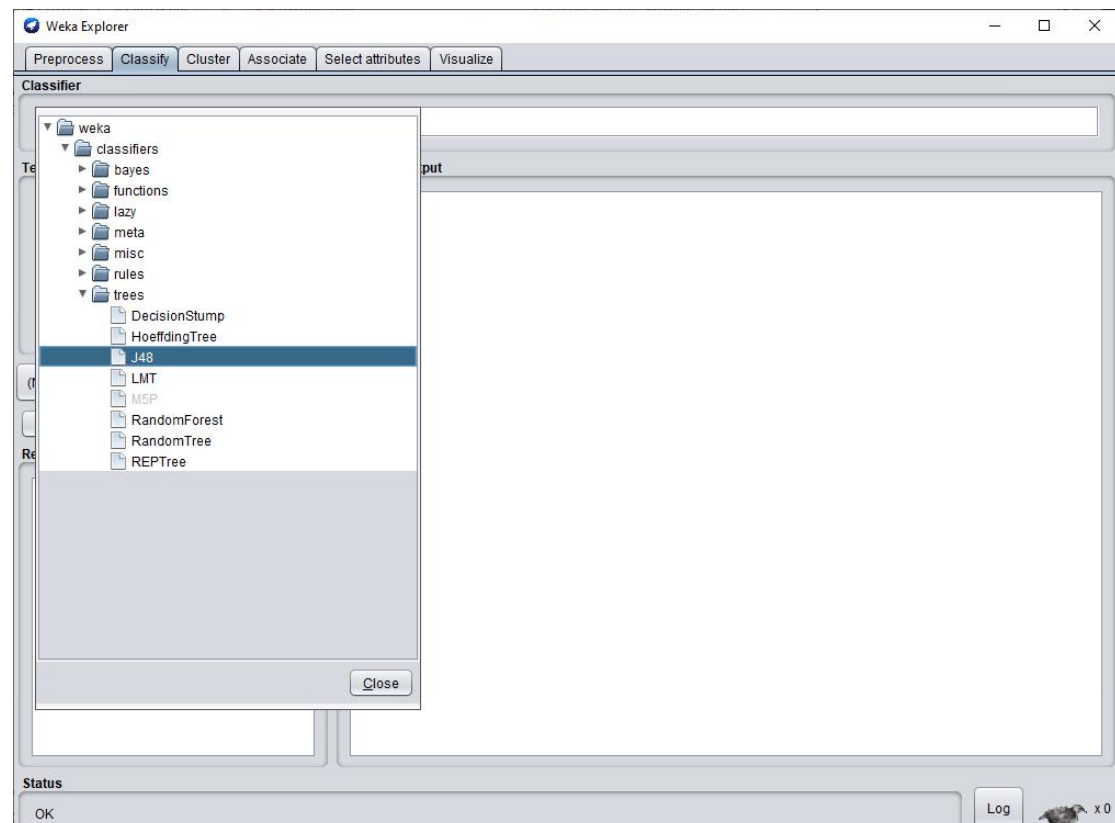 Weka Explorer
Preprocess Classify Cluster Associate Select attributes Visualize
Classifier
weka
classifiers
bayes
functions
lazy
meta
misc
rules
trees
DecisionStump
HoeffdingTree
J48
LMT
M5P
RandomForest
RandomTree
REPTree
Close
Status
OK
Log
x 0